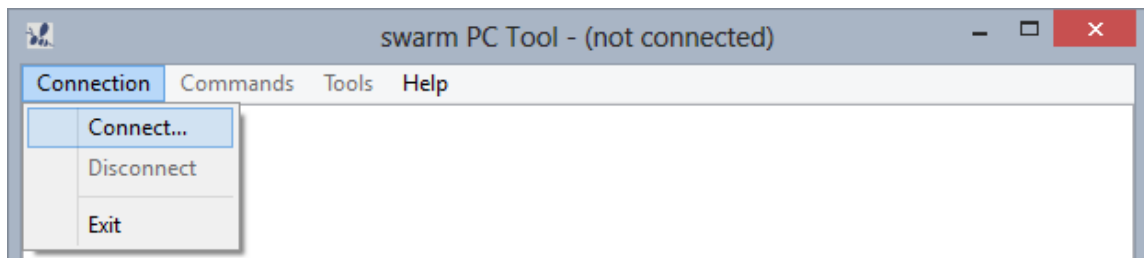 swarm PC Tool - (not connected)
Connection Commands Tools Help
Connect...
Disconnect
Exit